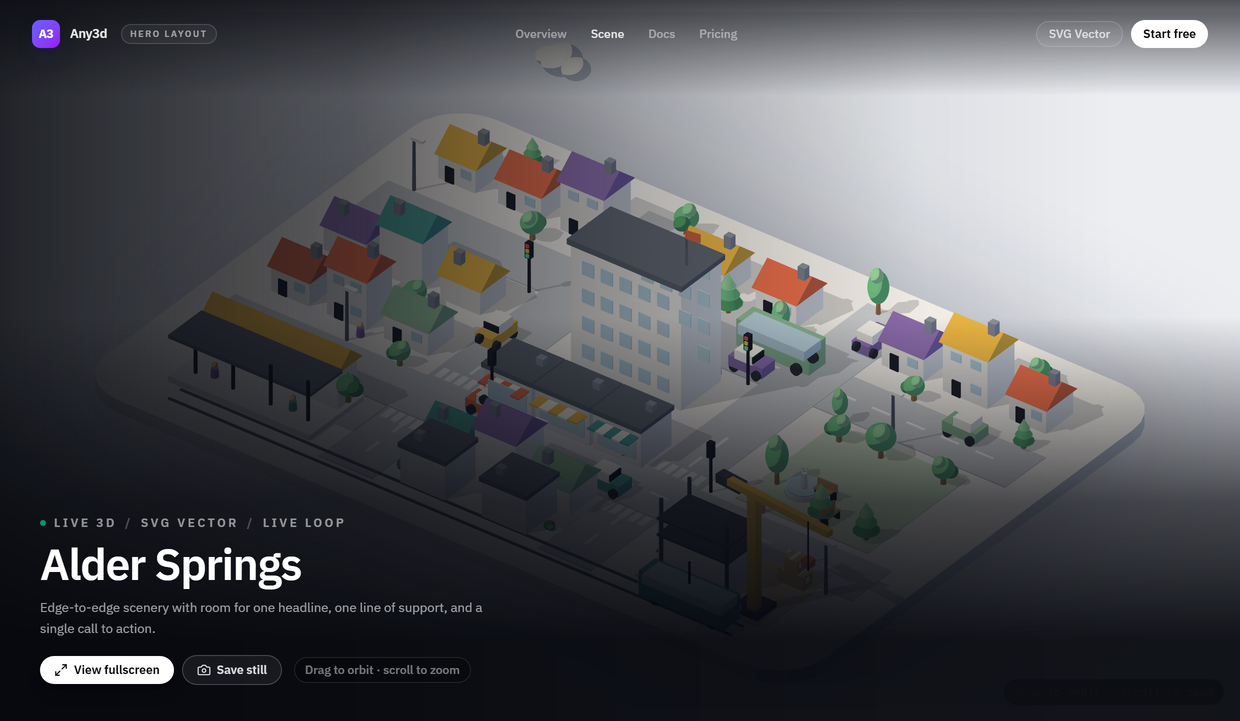 A3 Any3d HERO LAYOUT Overview Scene Docs Pricing SVG Vector Start free
LIVE 3D / SVG VECTOR / LIVE LOOP
Alder Springs
Edge-to-edge scenery with room for one headline, one line of support, and a
single call to action.
View fullscreen Save still Drag to orbit · scroll to zoom